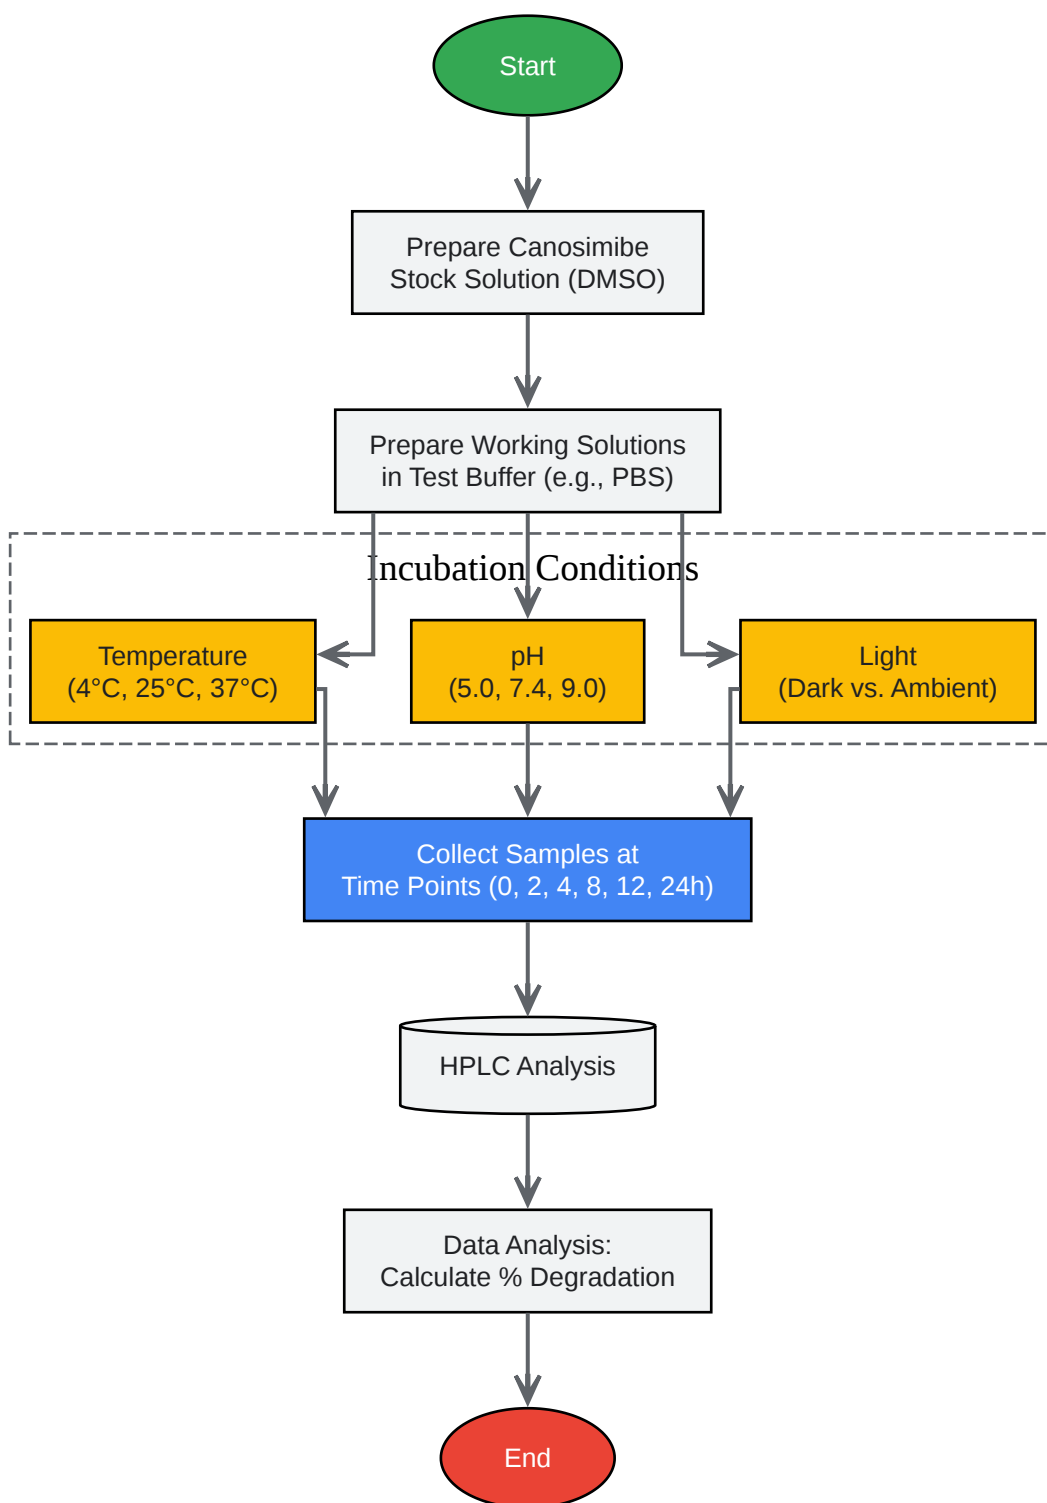 Start
Prepare Canosimibe
Stock Solution (DMSO)
Prepare Working Solutions
in Test Buffer (e.g., PBS)
Incubation Conditions
Temperature
(4°C, 25°C, 37°C)
pH
(5.0, 7.4, 9.0)
Light
(Dark vs. Ambient)
Collect Samples at
Time Points (0, 2, 4, 8, 12, 24h)
HPLC Analysis
Data Analysis:
Calculate % Degradation
End